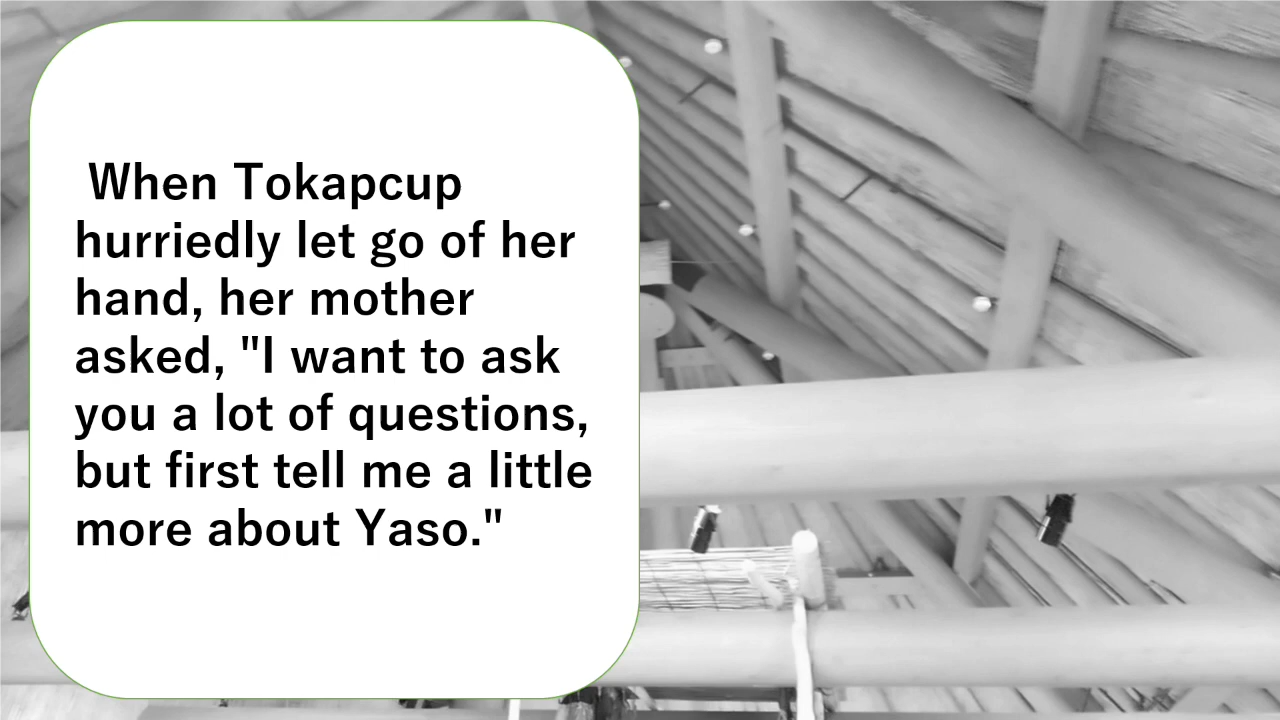 When Tokapcup
hurriedly let go of her
hand, her mother
asked, "I want to ask
you a lot of questions,
but first tell me a little
more about Yaso."